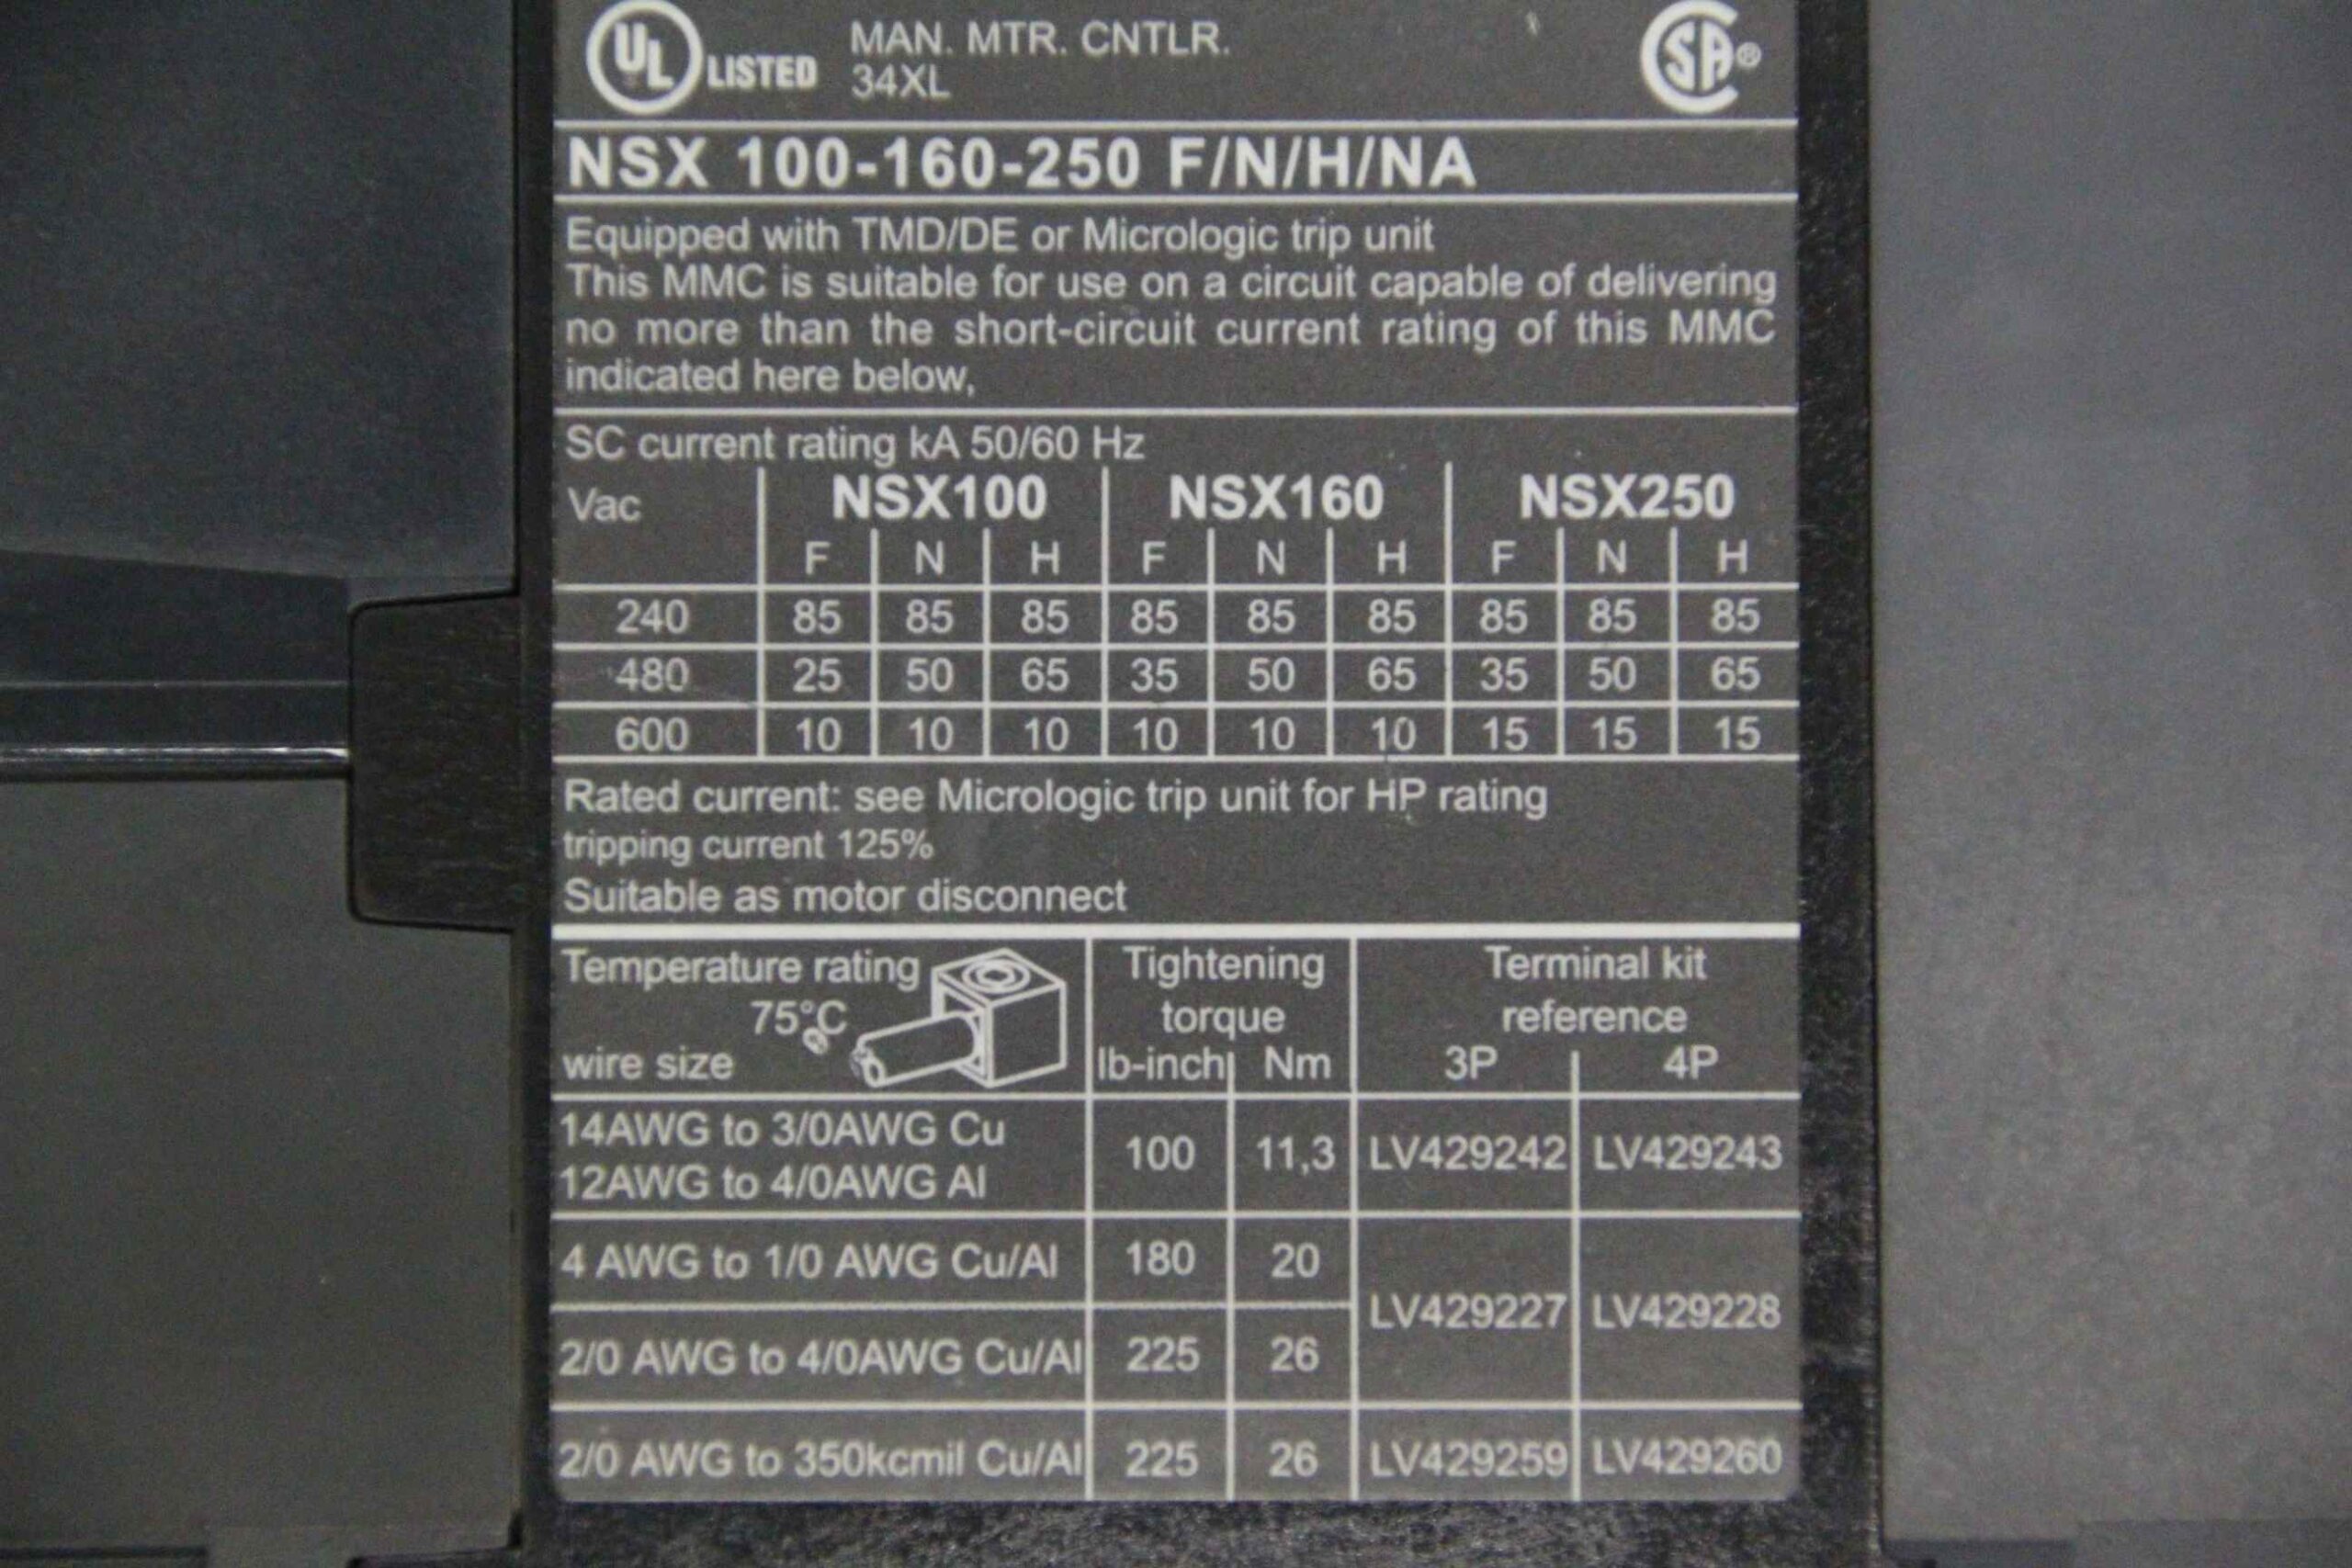 UL LISTED MAN. MTR. CNTLR.
34XL
SA®
NSX 100-160-250 F/N/H/NA
Equipped with TMD/DE or Micrologic trip unit
This MMC is suitable for use on a circuit capable of delivering
no more than the short-circuit current rating of this MMC
indicated here below,
SC current rating kA 50/60 Hz
Vac NSX100 NSX160 NSX250
F N H F N H F N H
240 85 85 85 85 85 85 85 85 85
480 25 50 65 35 50 65 35 50 65
600 10 10 10 10 10 10 15 15 15
Rated current: see Micrologic trip unit for HP rating
tripping current 125%
Suitable as motor disconnect
Temperature rating Tightening Terminal kit
75°C torque reference
wire size lb-inch Nm 3P 4P
14AWG to 3/0AWG Cu
12AWG to 4/0AWG Al 100 11,3 LV429242 LV429243
4 AWG to 1/0 AWG Cu/Al 180 20
LV429227 LV429228
2/0 AWG to 4/0AWG Cu/Al 225 26
2/0 AWG to 350kcmil Cu/Al 225 26 LV429259 LV429260